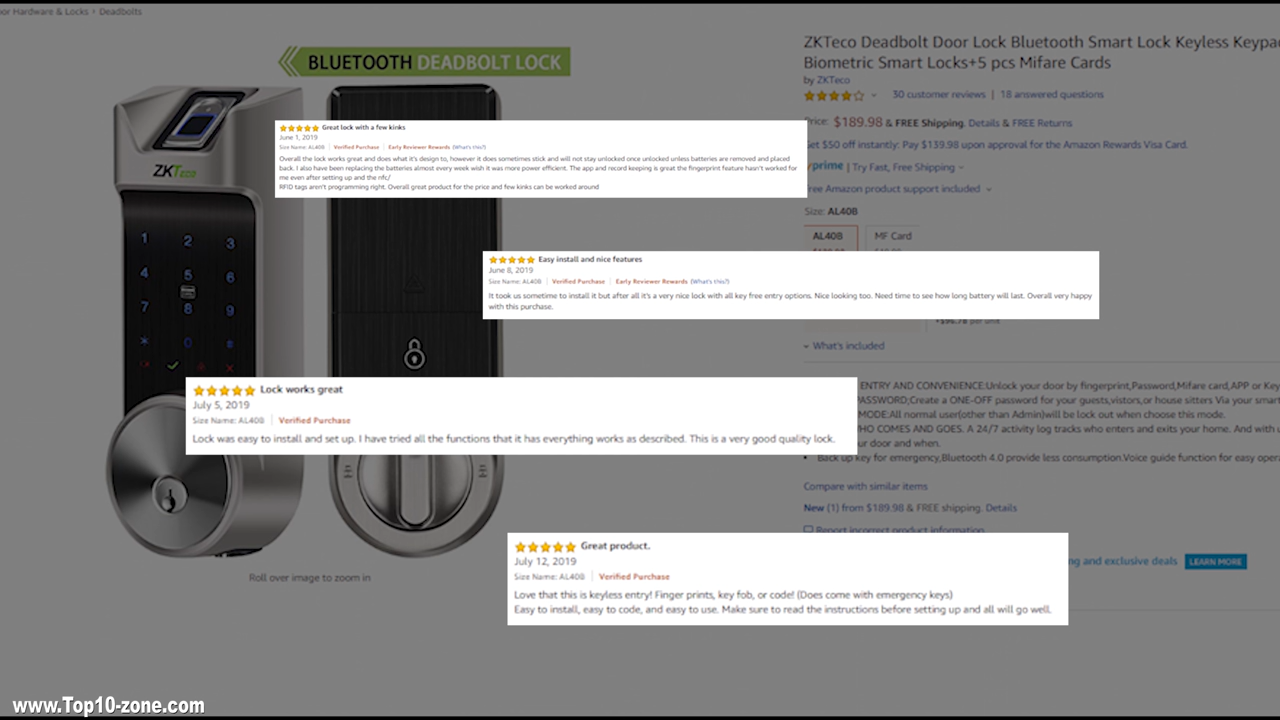 oor Hardware & Locks › Deadbolts
BLUETOOTH DEADBOLT LOCK
ZKTeco
1 2 3
4 5 6
7 8 9
* 0
Roll over image to zoom in
ZKTeco Deadbolt Door Lock Bluetooth Smart Lock Keyless Keypa
Biometric Smart Locks+5 pcs Mifare Cards
by ZKTeco
30 customer reviews | 18 answered questions
Price: $189.98 & FREE Shipping. Details & FREE Returns
Get $50 off instantly: Pay $139.98 upon approval for the Amazon Rewards Visa Card.
prime | Try Fast, Free Shipping
Free Amazon product support included
Size: AL40B
AL40B MF Card
What's included
ENTRY AND CONVENIENCE:Unlock your door by fingerprint,Password,Mifare card,APP or Key
PASSWORD;Create a ONE-OFF password for your guests,vistors,or house sitters Via your smart
MODE:All normal user(other than Admin)will be lock out when choose this mode.
HO COMES AND GOES. A 24/7 activity log tracks who enters and exits your home. And with u
ur door and when.
• Back up key for emergency,Bluetooth 4.0 provide less consumption.Voice guide function for easy opera
Compare with similar items
New (1) from $189.98 & FREE shipping. Details
Report incorrect product information
ng and exclusive deals LEARN MORE
Great lock with a few kinks
June 1, 2019
Size Name: AL40B | Verified Purchase | Early Reviewer Rewards (What's this?)
Overall the lock works great and does what it's design to, however it does sometimes stick and will not stay unlocked once unlocked unless batteries are removed and placed
back. I also have been replacing the batteries almost every week wish it was more power efficient. The app and record keeping is great the fingerprint feature hasn't worked for
me even after setting up and the nfc/
RFID tags aren't programming right. Overall great product for the price and few kinks can be worked around
Easy install and nice features
June 8, 2019
Size Name: AL40B | Verified Purchase | Early Reviewer Rewards (What's this?)
It took us sometime to install it but after all it's a very nice lock with all key free entry options. Nice looking too. Need time to see how long battery will last. Overall very happy
with this purchase.
Lock works great
July 5, 2019
Size Name: AL40B | Verified Purchase
Lock was easy to install and set up. I have tried all the functions that it has everything works as described. This is a very good quality lock.
Great product.
July 12, 2019
Size Name: AL40B | Verified Purchase
Love that this is keyless entry! Finger prints, key fob, or code! (Does come with emergency keys)
Easy to install, easy to code, and easy to use. Make sure to read the instructions before setting up and all will go well.
www.Top10-zone.com